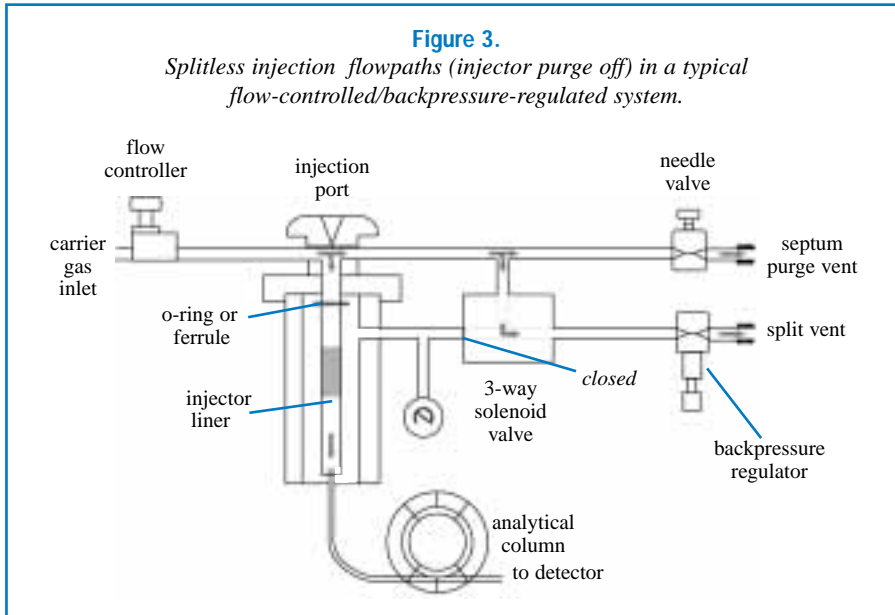 Figure 3.
Splitless injection flowpaths (injector purge off) in a typical
flow-controlled/backpressure-regulated system.
flow
controller
injection
port
needle
valve
carrier
gas
inlet
septum
purge vent
o-ring or
ferrule
split vent
closed
injector
liner
3-way
solenoid
valve
backpressure
regulator
analytical
column
to detector